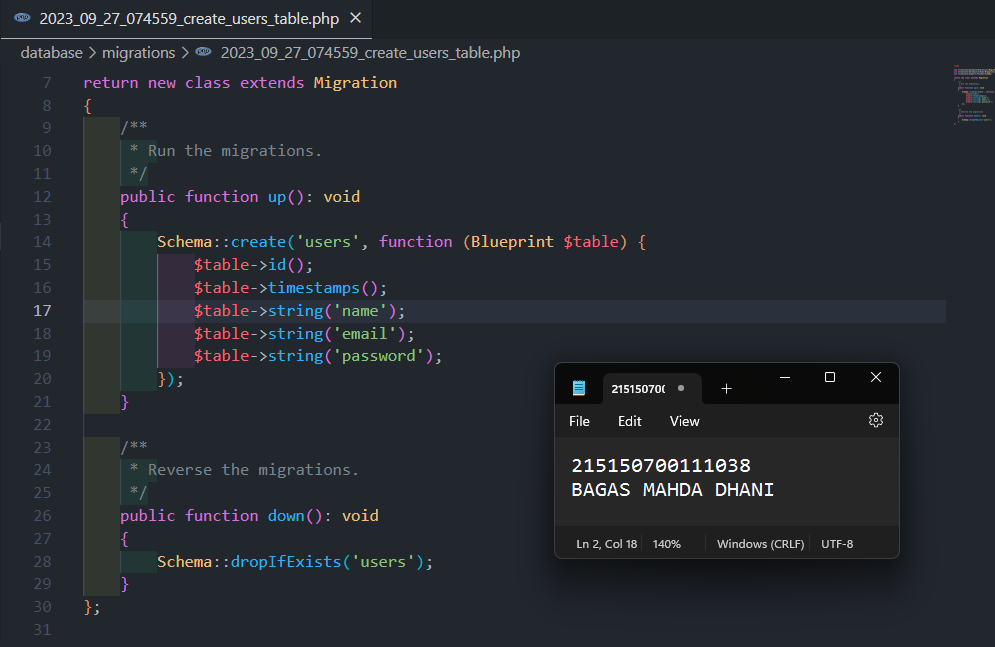 2023_09_27_074559_create_users_table.php
database > migrations > 2023_09_27_074559_create_users_table.php
7 return new class extends Migration
8 {
9 /**
10 * Run the migrations.
11 */
12 public function up(): void
13 {
14 Schema::create('users', function (Blueprint $table) {
15 $table->id();
16 $table->timestamps();
17 $table->string('name');
18 $table->string('email');
19 $table->string('password');
20 });
21 }
22
23 /**
24 * Reverse the migrations.
25 */
26 public function down(): void
27 {
28 Schema::dropIfExists('users');
29 }
30 };
31
21515070
File Edit View
215150700111038
BAGAS MAHDA DHANI
Ln 2, Col 18 140% Windows (CRLF) UTF-8